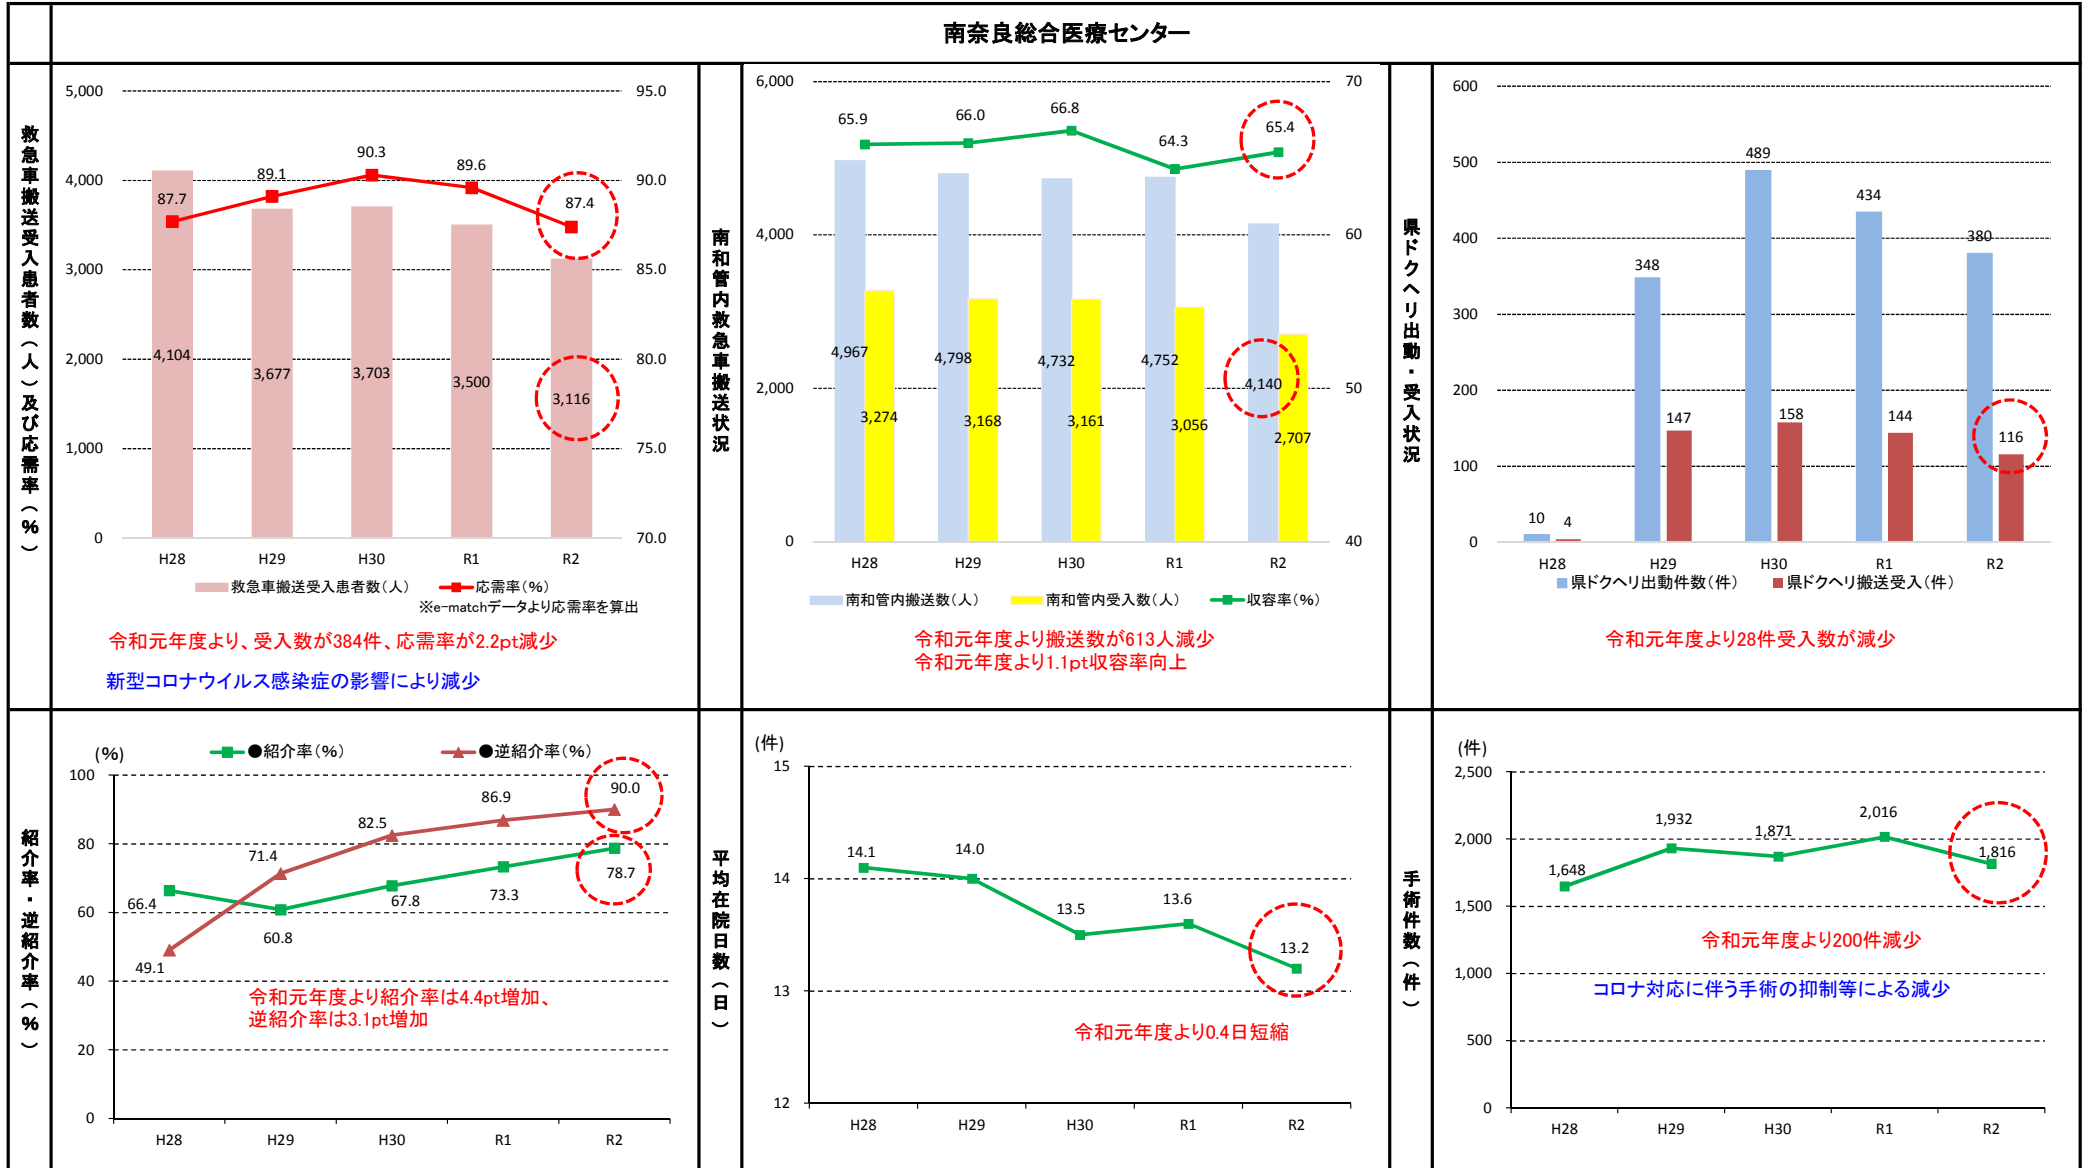 南奈良総合医療センター
救急車搬送受入患者数（人）及び応需率（％）
5,000
4,000
3,000
2,000
1,000
0
95.0
90.0
85.0
80.0
75.0
70.0
87.7
89.1
90.3
89.6
87.4
4,104
3,677
3,703
3,500
3,116
H28
H29
H30
R1
R2
救急車搬送受入患者数（人）
応需率（％）
※e-matchデータより応需率を算出
令和元年度より、受入数が384件、応需率が2.2pt減少
新型コロナウイルス感染症の影響により減少
南和管内救急車搬送状況
6,000
4,000
2,000
0
70
60
50
40
65.9
66.0
66.8
64.3
65.4
4,967
4,798
4,732
4,752
4,140
3,274
3,168
3,161
3,056
2,707
H28
H29
H30
R1
R2
南和管内搬送数（人）
南和管内受入数（人）
収容率（％）
令和元年度より搬送数が613人減少
令和元年度より1.1pt収容率向上
県ドクヘリ出動・受入状況
600
500
400
300
200
100
0
10
4
348
147
489
158
434
144
380
116
H28
H29
H30
R1
R2
県ドクヘリ出動件数（件）
県ドクヘリ搬送受入（件）
令和元年度より28件受入数が減少
紹介率・逆紹介率（％）
(%)
●紹介率（％）
●逆紹介率（％）
100
80
60
40
20
0
66.4
60.8
67.8
73.3
78.7
49.1
71.4
82.5
86.9
90.0
令和元年度より紹介率は4.4pt増加、
逆紹介率は3.1pt増加
H28
H29
H30
R1
R2
平均在院日数（日）
(件)
15
14
13
12
14.1
14.0
13.5
13.6
13.2
令和元年度より0.4日短縮
H28
H29
H30
R1
R2
手術件数（件）
(件)
2,500
2,000
1,500
1,000
500
0
1,648
1,932
1,871
2,016
1,816
令和元年度より200件減少
コロナ対応に伴う手術の抑制等による減少
H28
H29
H30
R1
R2